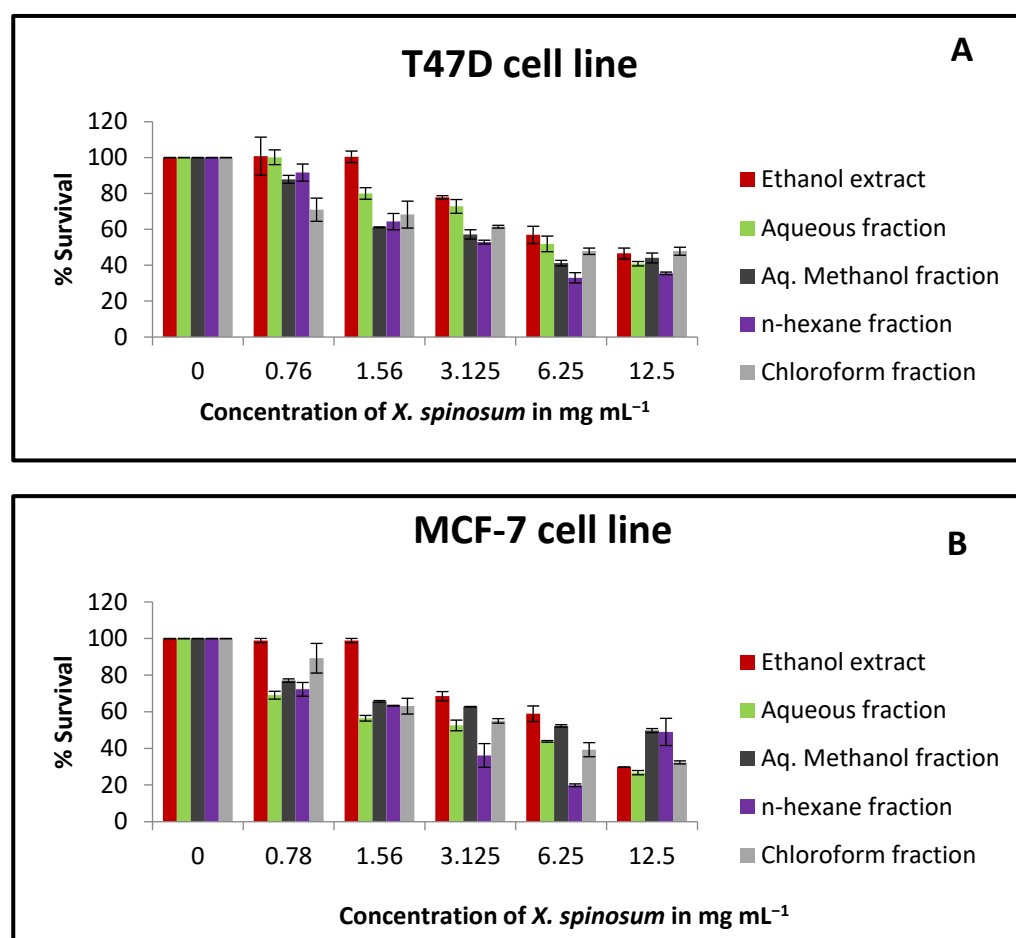 T47D cell line
A
120
100
80
60
40
20
0
% Survival
0 0.76 1.56 3.125 6.25 12.5
Concentration of X. spinosum in mg mL⁻¹
Ethanol extract
Aqueous fraction
Aq. Methanol fraction
n-hexane fraction
Chloroform fraction
MCF-7 cell line
B
120
100
80
60
40
20
0
% Survival
0 0.78 1.56 3.125 6.25 12.5
Concentration of X. spinosum in mg mL⁻¹
Ethanol extract
Aqueous fraction
Aq. Methanol fraction
n-hexane fraction
Chloroform fraction